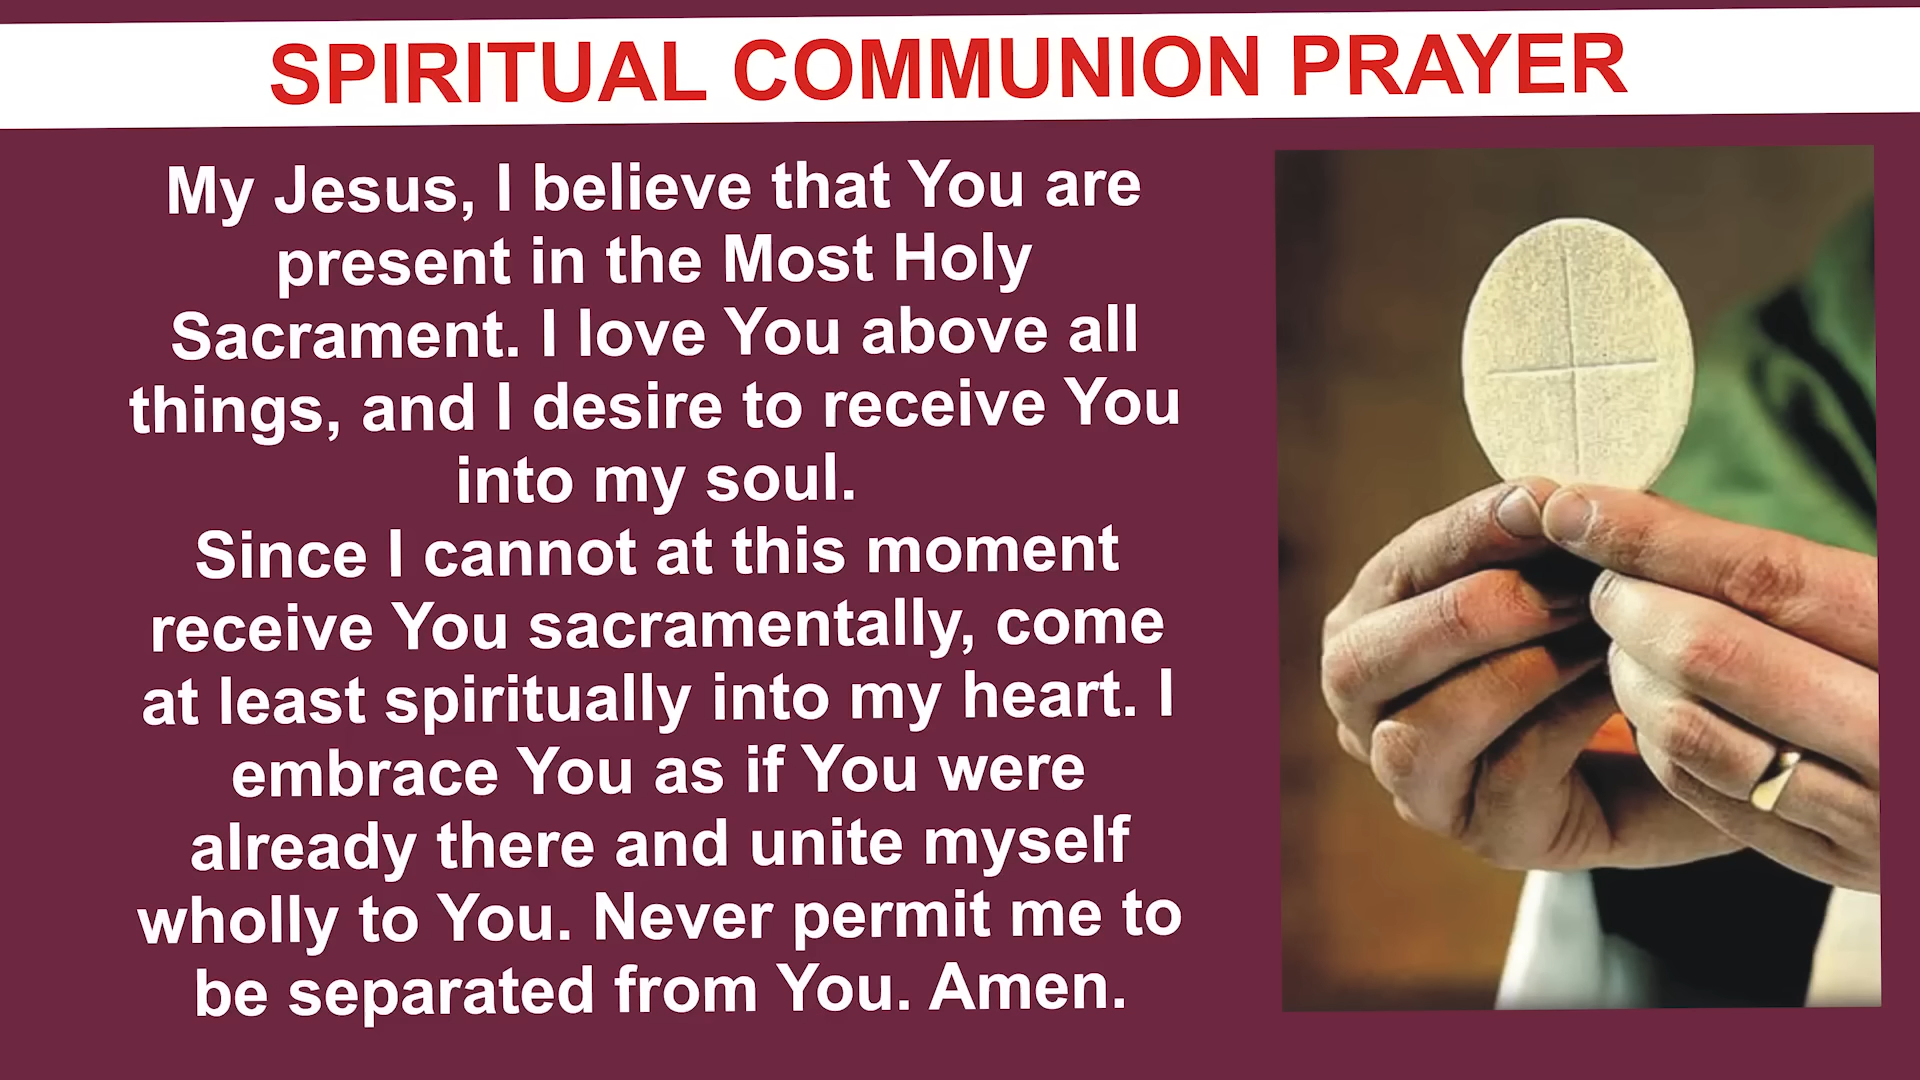 SPIRITUAL COMMUNION PRAYER
My Jesus, I believe that You are
present in the Most Holy
Sacrament. I love You above all
things, and I desire to receive You
into my soul.
Since I cannot at this moment
receive You sacramentally, come
at least spiritually into my heart. I
embrace You as if You were
already there and unite myself
wholly to You. Never permit me to
be separated from You. Amen.